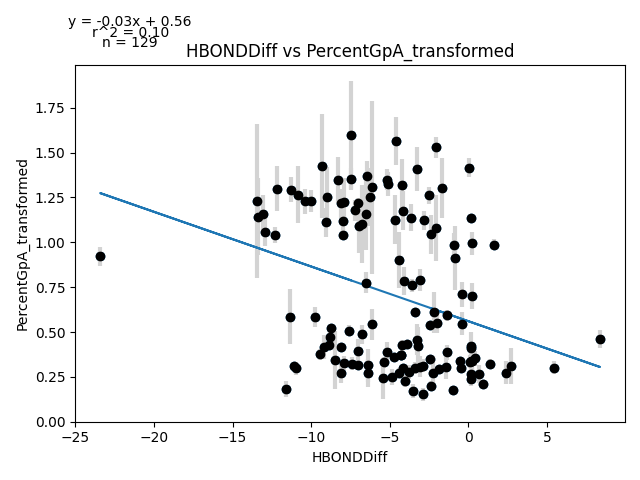 y = -0.03x + 0.56
r^2 = 0.10
n = 129
HBONDDiff vs PercentGpA_transformed
PercentGpA_transformed
1.75
1.50
1.25
1.00
0.75
0.50
0.25
0.00
−25
−20
−15
−10
−5
0
5
HBONDDiff